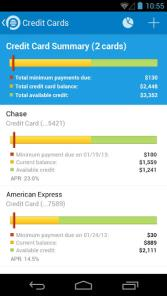 10:55
Credit Cards
Credit Card Summary (2 cards)
Total minimum payments due: $130
Total credit card balance: $2,448
Total available credit: $3,352
Chase
Credit Card (...5421)
Minimum payment due on 01/19/13: $100
Current balance: $1,559
Available credit: $1,241
APR: 23.0%
American Express
Credit Card (...7589)
Minimum payment due on 01/24/13: $30
Current balance: $889
Available credit: $2,111
APR: 14.5%